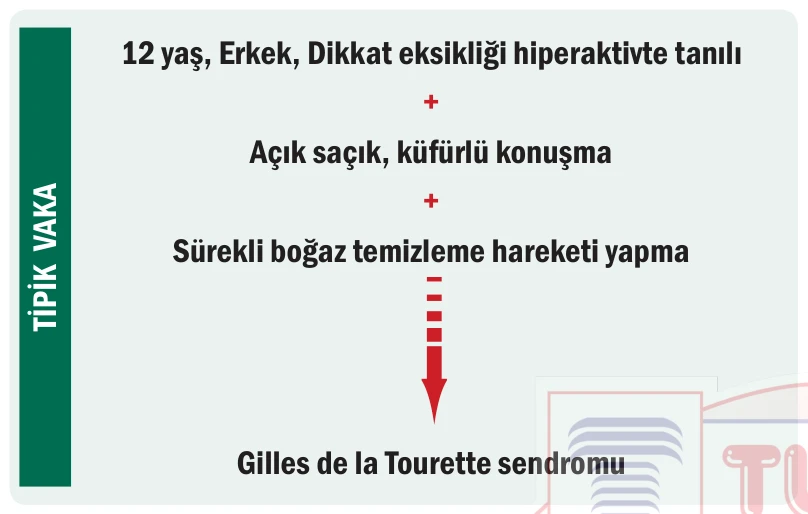 TİPİK VAKA
12 yaş, Erkek, Dikkat eksikliği hiperaktivte tanılı
+
Açık saçık, küfürlü konuşma
+
Sürekli boğaz temizleme hareketi yapma
Gilles de la Tourette sendromu